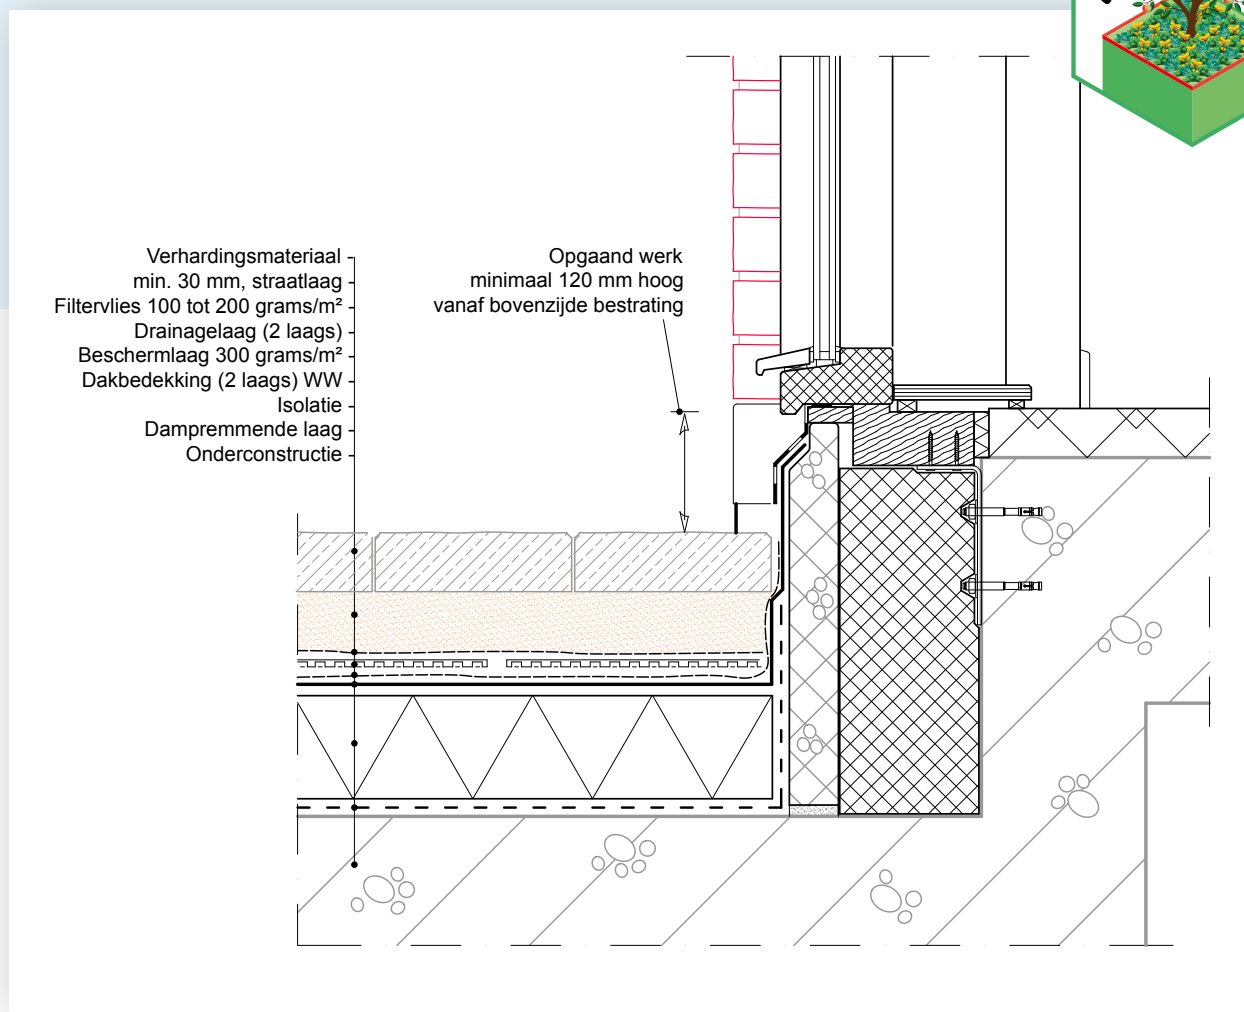 Verhardingsmateriaal
min. 30 mm, straatlaag
Filtervlies 100 tot 200 grams/m²
Drainagelaag (2 laags)
Beschermlaag 300 grams/m²
Dakbedekking (2 laags) WW
Isolatie
Dampremmende laag
Onderconstructie
Opgaand werk
minimaal 120 mm hoog
vanaf bovenzijde bestrating